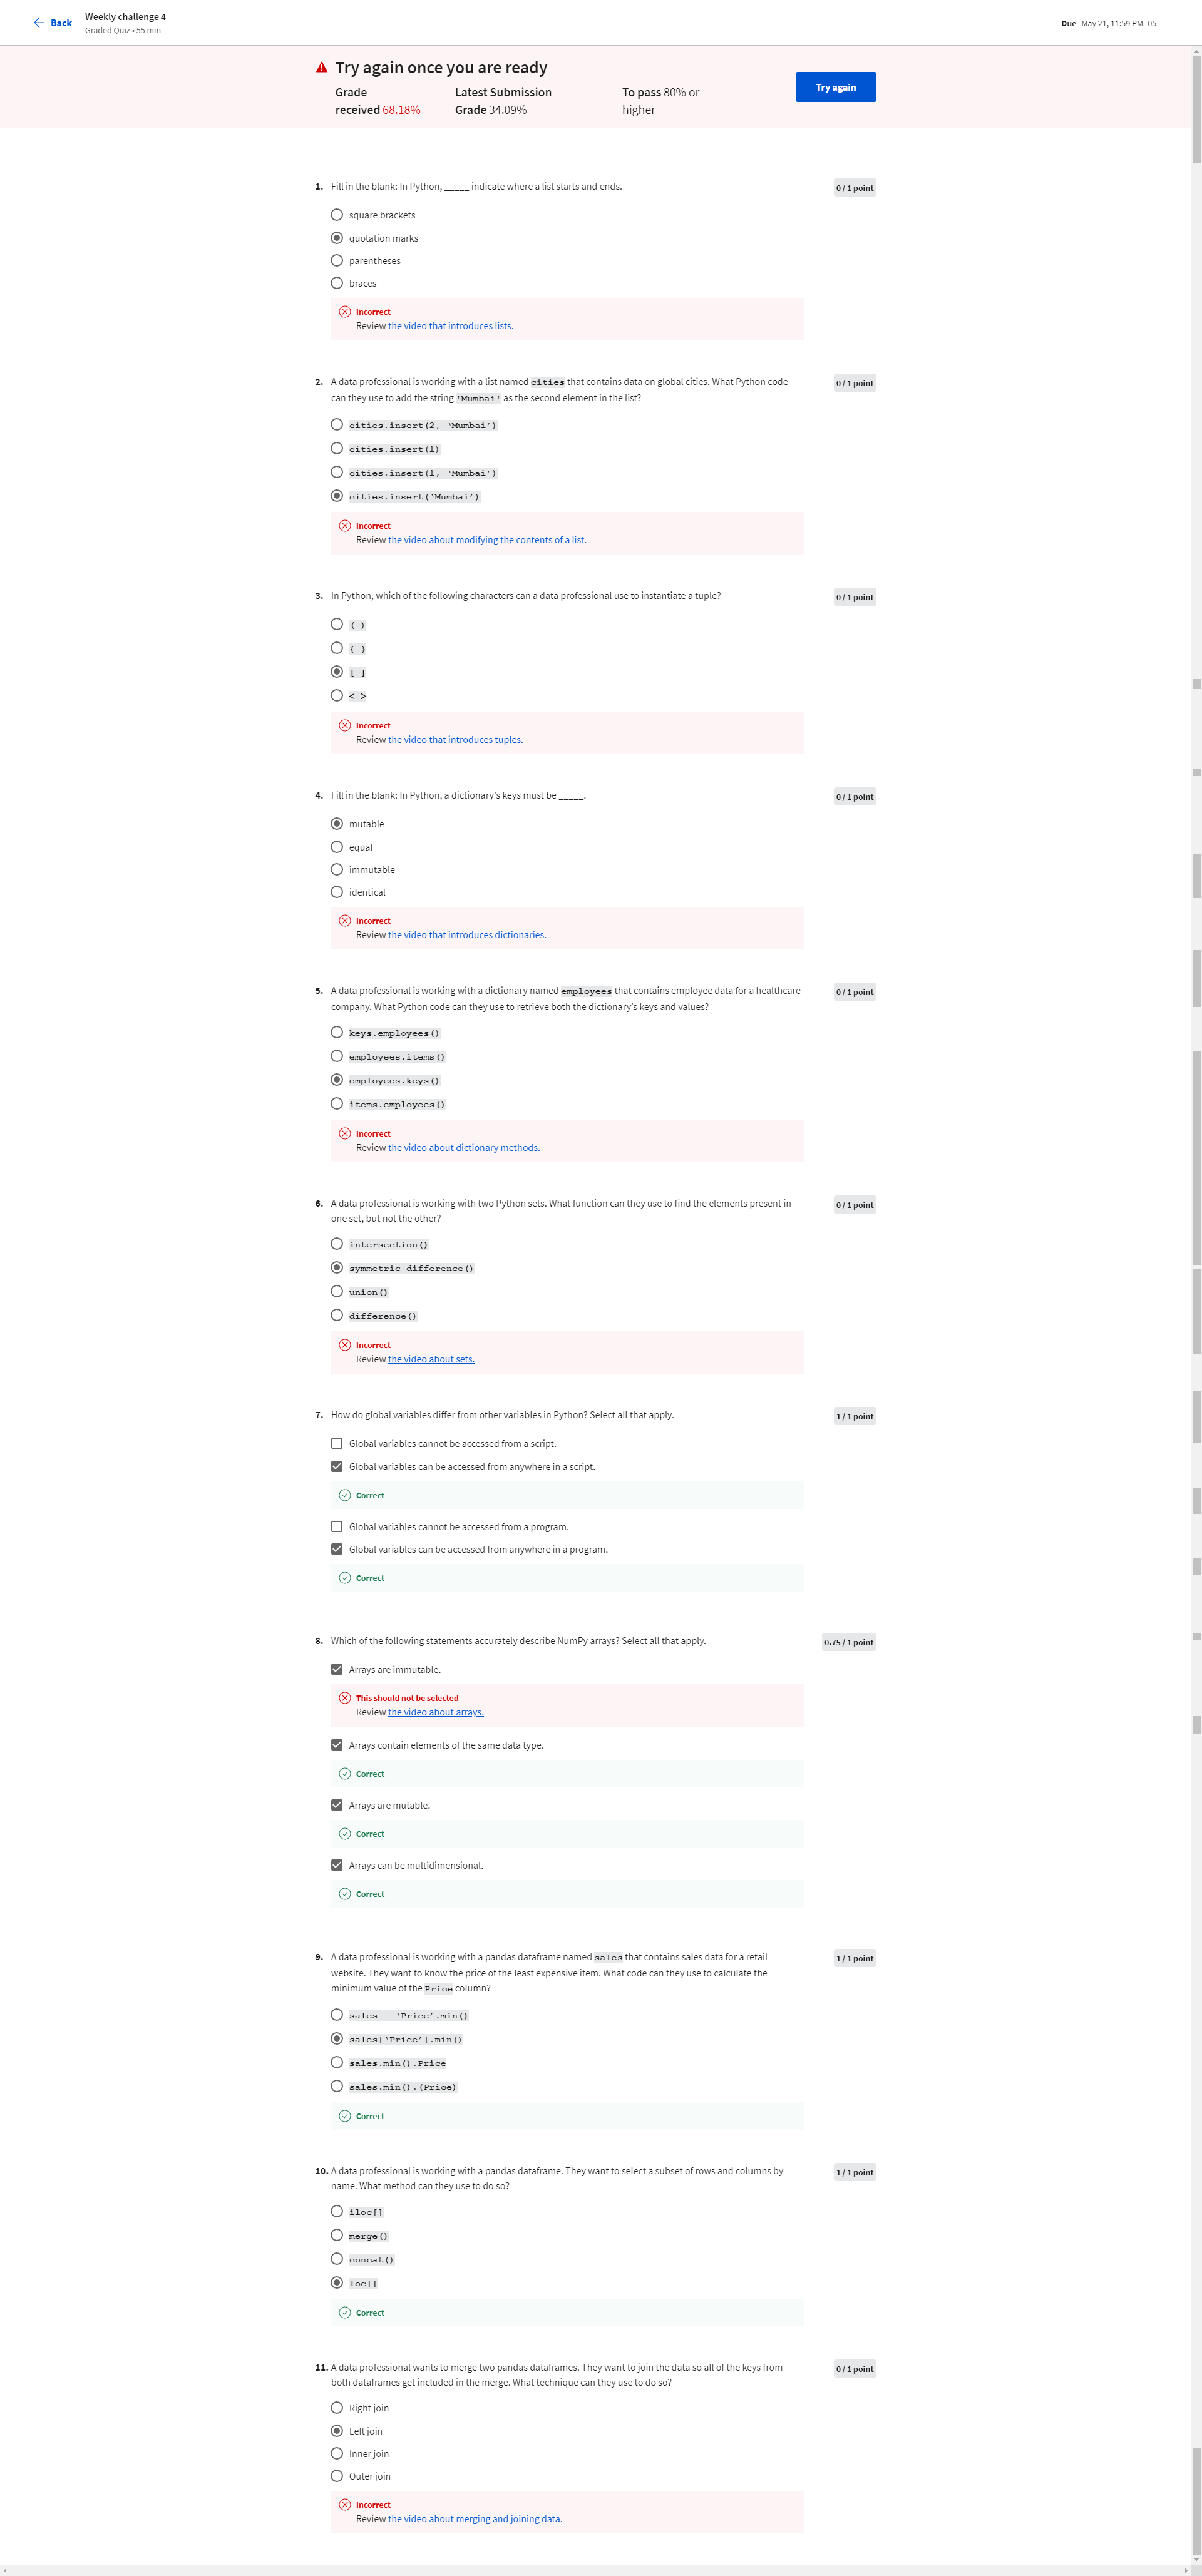 Back
Weekly challenge 4
Graded Quiz • 55 min
Due May 21, 11:59 PM -05
Try again once you are ready
Grade
received 68.18%
Latest Submission
Grade 34.09%
To pass 80% or
higher
Try again
1. Fill in the blank: In Python, _____ indicate where a list starts and ends.
0 / 1 point
square brackets
quotation marks
parentheses
braces
Incorrect
Review the video that introduces lists.
2. A data professional is working with a list named cities that contains data on global cities. What Python code
can they use to add the string 'Mumbai' as the second element in the list?
0 / 1 point
cities.insert(2, ‘Mumbai’)
cities.insert(1)
cities.insert(1, ‘Mumbai’)
cities.insert(‘Mumbai’)
Incorrect
Review the video about modifying the contents of a list.
3. In Python, which of the following characters can a data professional use to instantiate a tuple?
0 / 1 point
[ ]
< >
Incorrect
Review the video that introduces tuples.
4. Fill in the blank: In Python, a dictionary’s keys must be _____.
0 / 1 point
mutable
equal
immutable
identical
Incorrect
Review the video that introduces dictionaries.
5. A data professional is working with a dictionary named employees that contains employee data for a healthcare
company. What Python code can they use to retrieve both the dictionary’s keys and values?
0 / 1 point
keys.employees()
employees.items()
employees.keys()
items.employees()
Incorrect
Review the video about dictionary methods.
6. A data professional is working with two Python sets. What function can they use to find the elements present in
one set, but not the other?
0 / 1 point
intersection()
symmetric_difference()
union()
difference()
Incorrect
Review the video about sets.
7. How do global variables differ from other variables in Python? Select all that apply.
1 / 1 point
Global variables cannot be accessed from a script.
Global variables can be accessed from anywhere in a script.
Correct
Global variables cannot be accessed from a program.
Global variables can be accessed from anywhere in a program.
Correct
8. Which of the following statements accurately describe NumPy arrays? Select all that apply.
0.75 / 1 point
Arrays are immutable.
This should not be selected
Review the video about arrays.
Arrays contain elements of the same data type.
Correct
Arrays are mutable.
Correct
Arrays can be multidimensional.
Correct
9. A data professional is working with a pandas dataframe named sales that contains sales data for a retail
website. They want to know the price of the least expensive item. What code can they use to calculate the
minimum value of the Price column?
1 / 1 point
sales = ‘Price’.min()
sales[‘Price’].min()
sales.min().Price
sales.min().(Price)
Correct
10. A data professional is working with a pandas dataframe. They want to select a subset of rows and columns by
name. What method can they use to do so?
1 / 1 point
iloc[]
merge()
concat()
loc[]
Correct
11. A data professional wants to merge two pandas dataframes. They want to join the data so all of the keys from
both dataframes get included in the merge. What technique can they use to do so?
0 / 1 point
Right join
Left join
Inner join
Outer join
Incorrect
Review the video about merging and joining data.